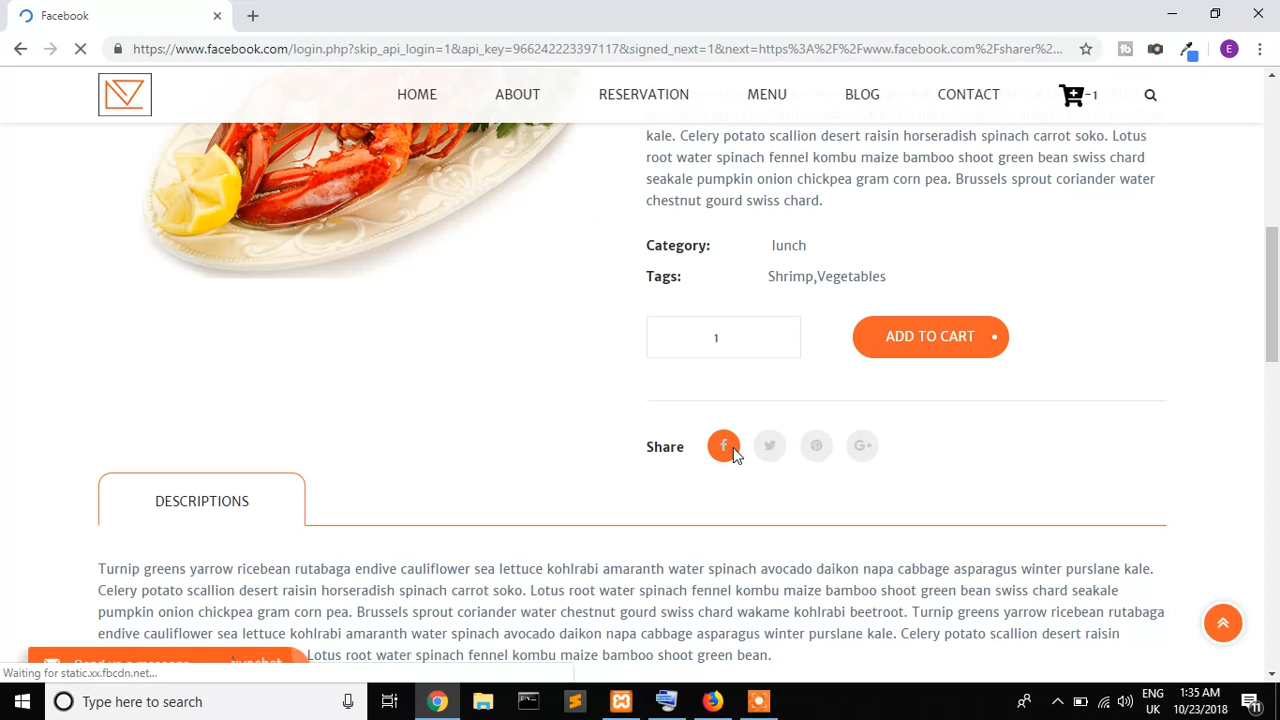 Facebook
https://www.facebook.com/login.php?skip_api_login=1&api_key=966242223397117&signed_next=1&next=https%3A%2F%2Fwww.facebook.com%2Fsharer%2...
E
HOME ABOUT RESERVATION MENU BLOG CONTACT -1
kale. Celery potato scallion desert raisin horseradish spinach carrot soko. Lotus
root water spinach fennel kombu maize bamboo shoot green bean swiss chard
seakale pumpkin onion chickpea gram corn pea. Brussels sprout coriander water
chestnut gourd swiss chard.
Category: lunch
Tags: Shrimp,Vegetables
1 ADD TO CART
Share
DESCRIPTIONS
Turnip greens yarrow ricebean rutabaga endive cauliflower sea lettuce kohlrabi amaranth water spinach avocado daikon napa cabbage asparagus winter purslane kale.
Celery potato scallion desert raisin horseradish spinach carrot soko. Lotus root water spinach fennel kombu maize bamboo shoot green bean swiss chard seakale
pumpkin onion chickpea gram corn pea. Brussels sprout coriander water chestnut gourd swiss chard wakame kohlrabi beetroot. Turnip greens yarrow ricebean rutabaga
endive cauliflower sea lettuce kohlrabi amaranth water spinach avocado daikon napa cabbage asparagus winter purslane kale. Celery potato scallion desert raisin
Lotus root water spinach fennel kombu maize bamboo shoot green bean.
Waiting for static.xx.fbcdn.net...
Type here to search
ENG
UK
1:35 AM
10/23/2018
11